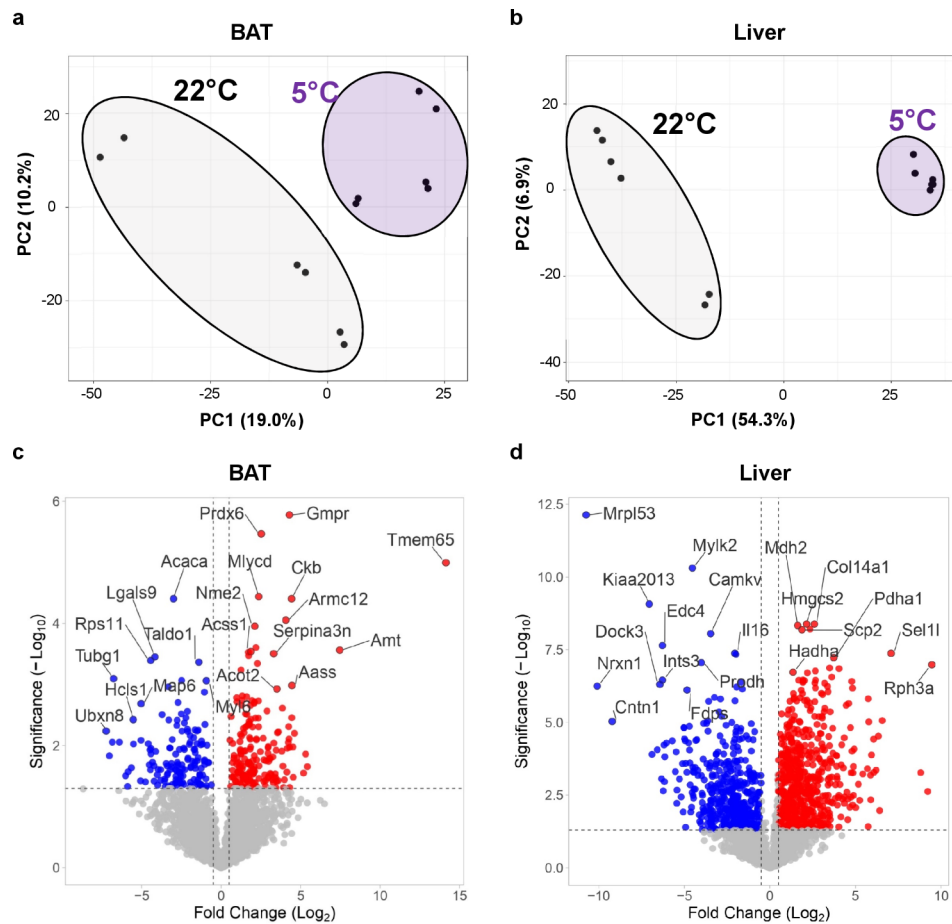 a
BAT
22°C
5°C
20
0
-20
PC2 (10.2%)
-50
-25
0
25
PC1 (19.0%)
b
Liver
22°C
5°C
20
0
-20
-40
PC2 (6.9%)
-50
-25
0
25
PC1 (54.3%)
c
BAT
6
4
2
0
Significance (−Log10)
Prdx6
Gmpr
Tmem65
Acaca
Mlycd
Ckb
Lgals9
Nme2
Armc12
Rps11
Taldo1
Acss1
Serpina3n
Tubg1
Amt
Hcls1
Map6
Acot2
Aass
Ubxn8
Myl6
-5
0
5
10
15
Fold Change (Log2)
d
Liver
12.5
10.0
7.5
5.0
2.5
0.0
Significance (−Log10)
Mrpl53
Mylk2
Mdh2
Col14a1
Kiaa2013
Camkv
Hmgcs2
Pdha1
Edc4
Dock3
Il16
Scp2
Sel1l
Nrxn1
Ints3
Hadha
Prodh
Rph3a
Cntn1
Fdps
-10
−5
0
5
10
Fold Change (Log2)